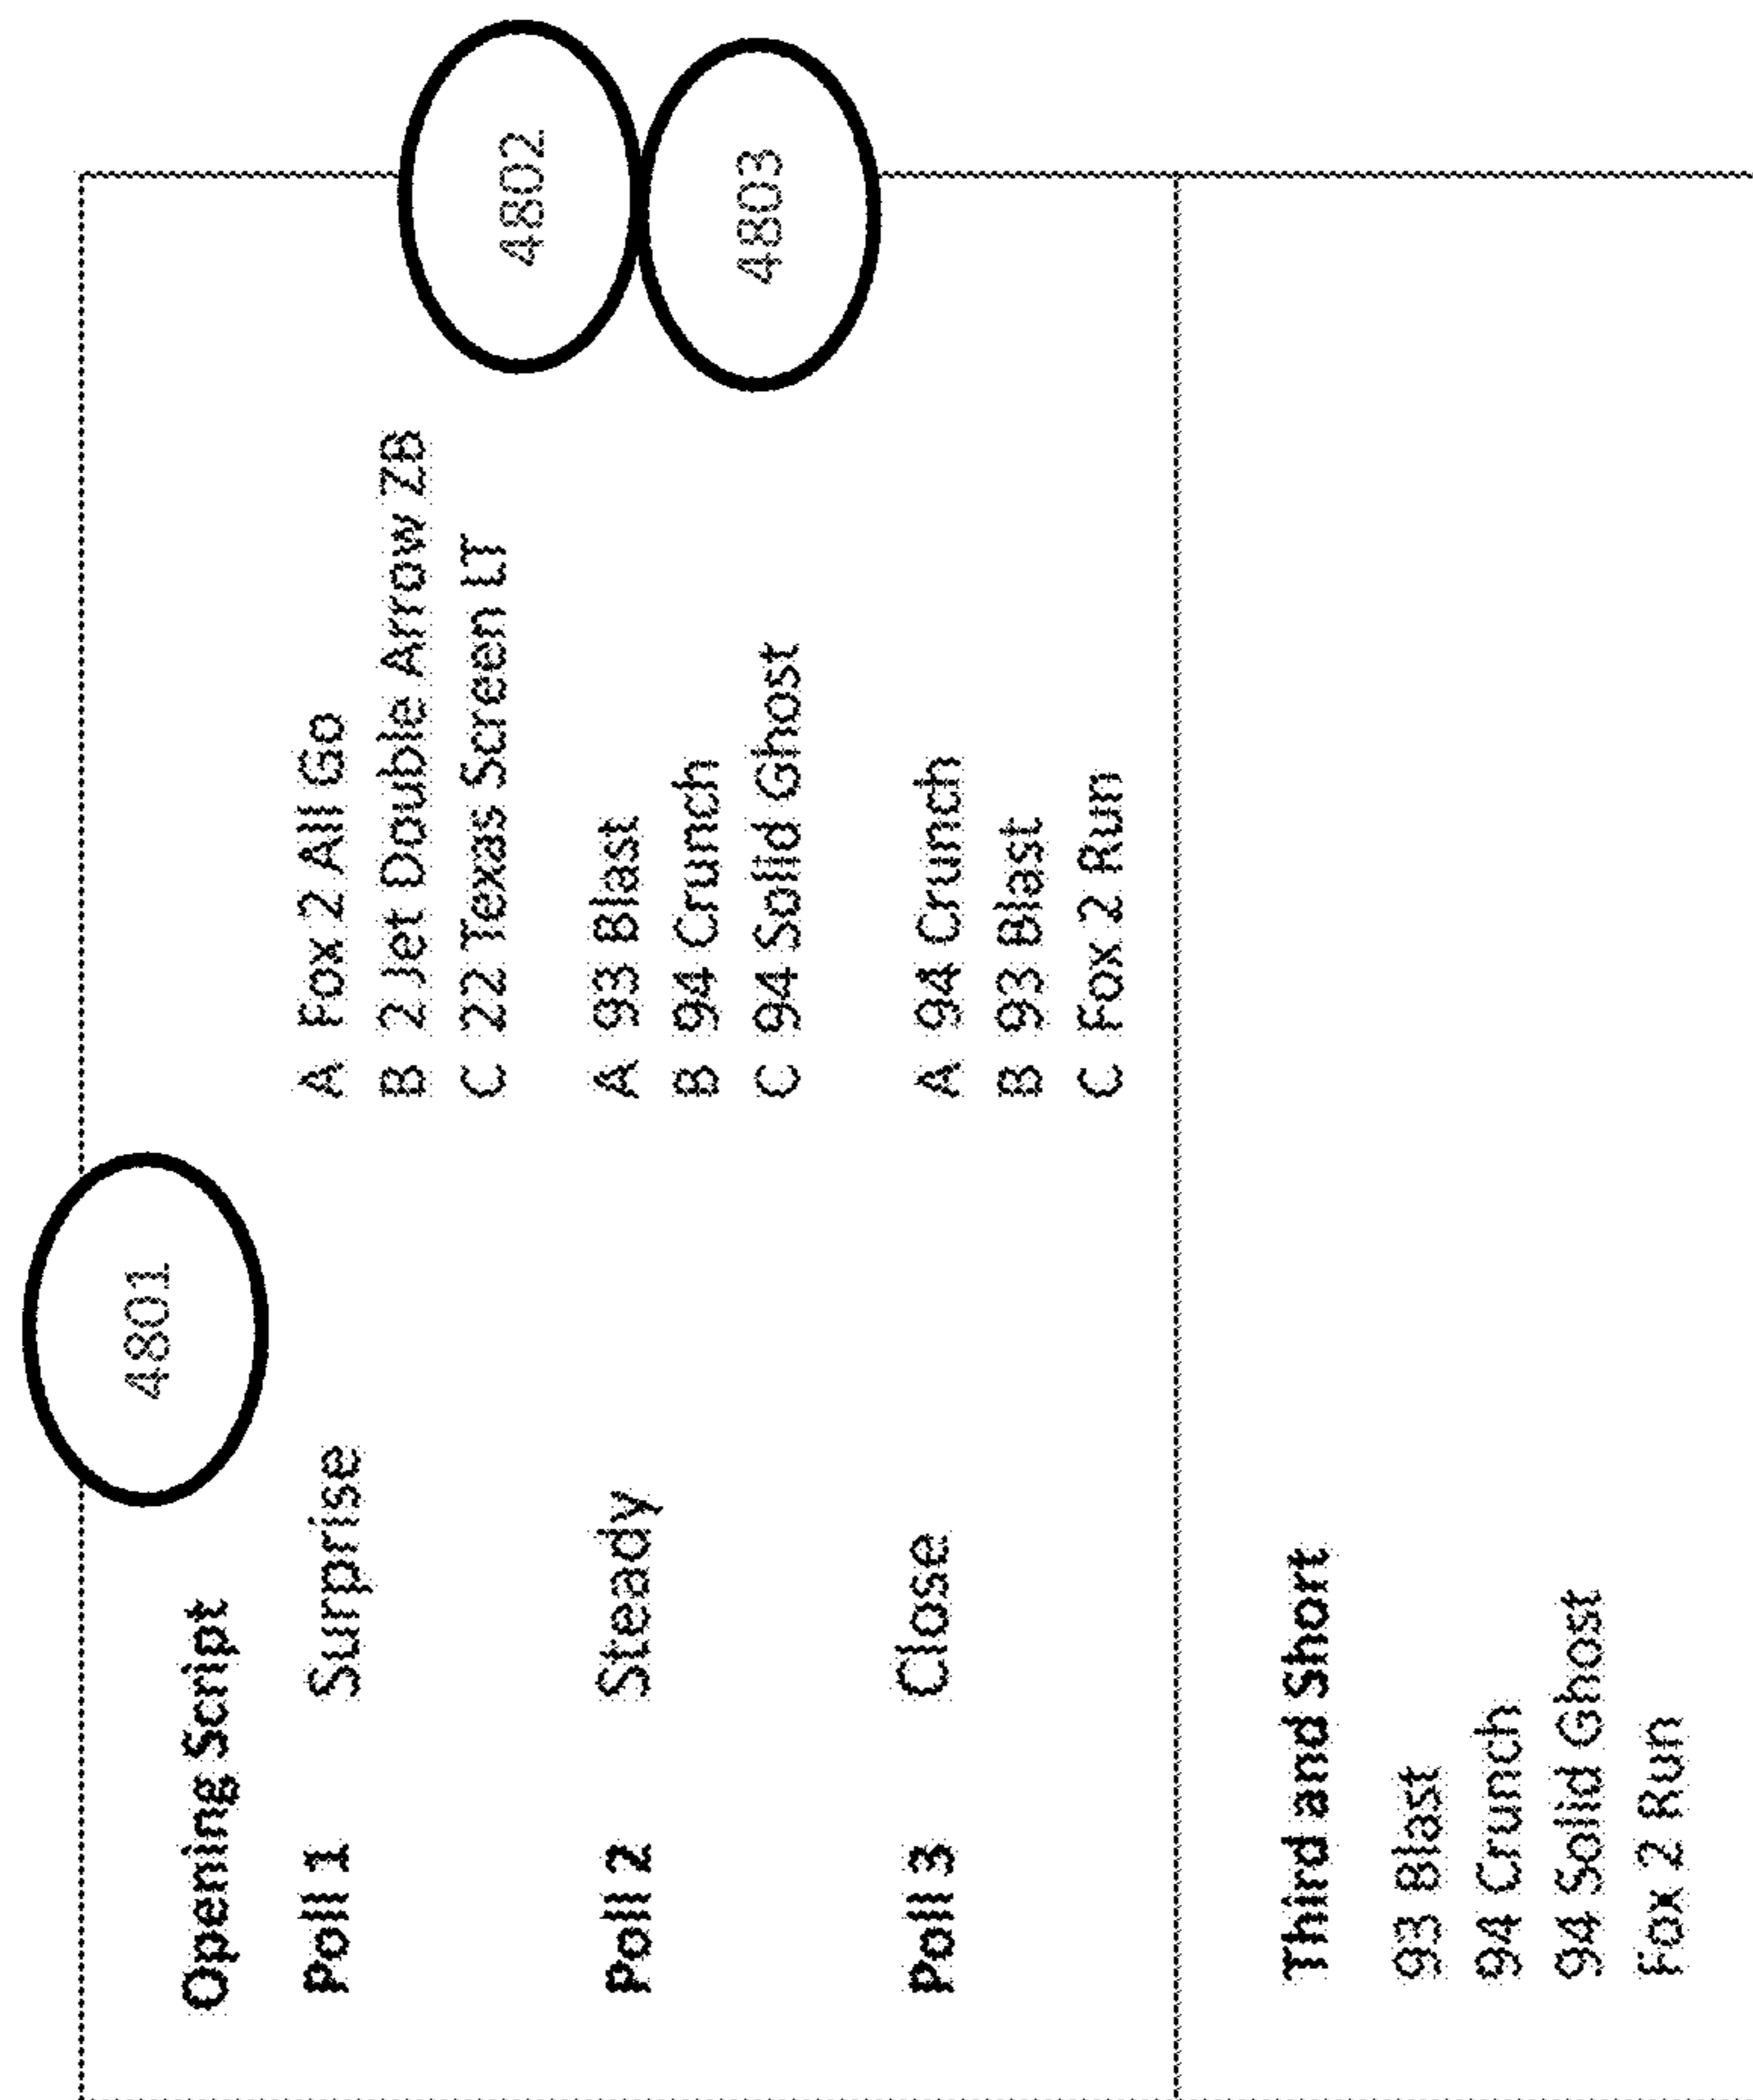 4801
Opening Script
4802
Poll 1 Surprise A Fox 2 All Go
B 2 Jet Double Arrow ZB
C 22 Texas Screen LT
4803
Poll 2 Steady A 93 Blast
B 94 Crunch
C 94 Solid Ghost
Poll 3 Close A 94 Crunch
B 93 Blast
C Fox 2 Run
Third and Short
93 Blast
94 Crunch
94 Solid Ghost
Fox 2 Run